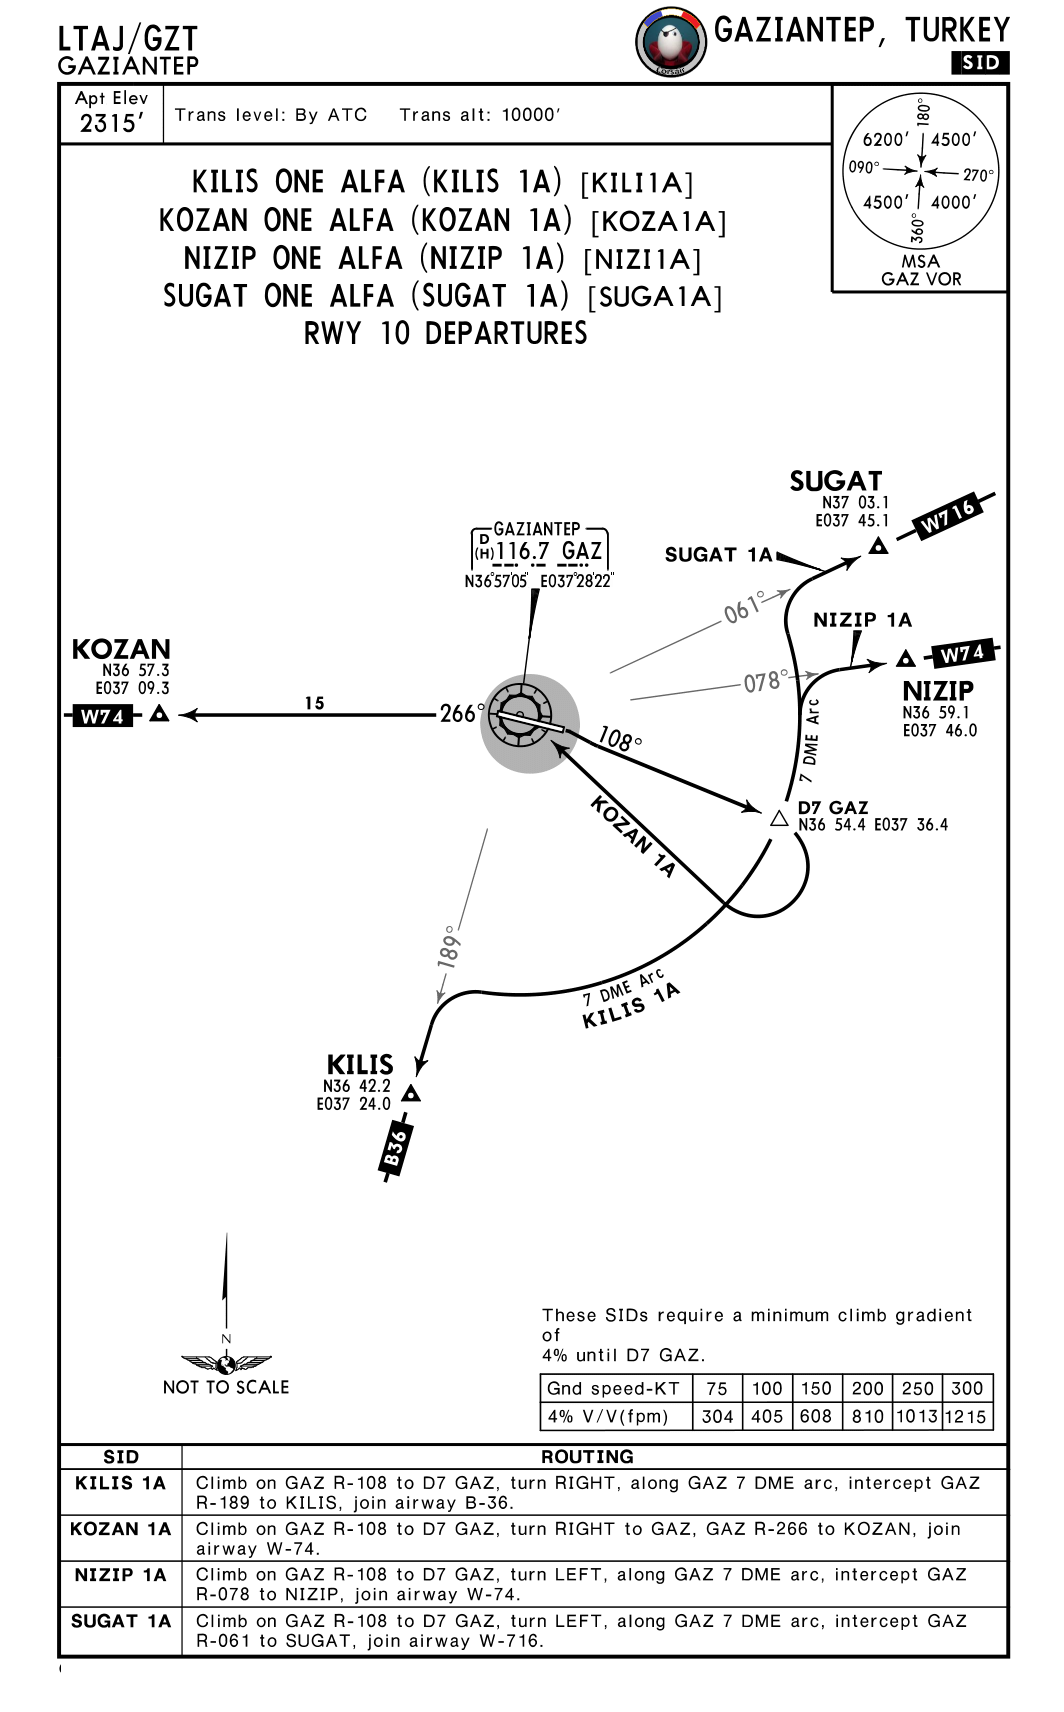 LTAJ/GZT
GAZIANTEP
Corsair
GAZIANTEP, TURKEY
SID
Apt Elev
2315'
Trans level: By ATC Trans alt: 10000'
180°
6200' 4500'
090° 270°
4500' 4000'
360°
MSA
GAZ VOR
KILIS ONE ALFA (KILIS 1A) [KILI1A]
KOZAN ONE ALFA (KOZAN 1A) [KOZA1A]
NIZIP ONE ALFA (NIZIP 1A) [NIZI1A]
SUGAT ONE ALFA (SUGAT 1A) [SUGA1A]
RWY 10 DEPARTURES
SUGAT
N37 03.1
E037 45.1
W716
SUGAT 1A
GAZIANTEP
D
(H) 116.7 GAZ
N36°57'05" E037°28'22"
061°
NIZIP 1A
W74
NIZIP
N36 59.1
E037 46.0
078°
KOZAN
N36 57.3
E037 09.3
W74
15
266°
108°
7 DME Arc
D7 GAZ
N36 54.4 E037 36.4
KOZAN 1A
189°
7 DME Arc
KILIS 1A
KILIS
N36 42.2
E037 24.0
B36
N
NOT TO SCALE
These SIDs require a minimum climb gradient
of
4% until D7 GAZ.
Gnd speed-KT 75 100 150 200 250 300
4% V/V(fpm) 304 405 608 810 1013 1215
SID ROUTING
KILIS 1A Climb on GAZ R-108 to D7 GAZ, turn RIGHT, along GAZ 7 DME arc, intercept GAZ
R-189 to KILIS, join airway B-36.
KOZAN 1A Climb on GAZ R-108 to D7 GAZ, turn RIGHT to GAZ, GAZ R-266 to KOZAN, join
airway W-74.
NIZIP 1A Climb on GAZ R-108 to D7 GAZ, turn LEFT, along GAZ 7 DME arc, intercept GAZ
R-078 to NIZIP, join airway W-74.
SUGAT 1A Climb on GAZ R-108 to D7 GAZ, turn LEFT, along GAZ 7 DME arc, intercept GAZ
R-061 to SUGAT, join airway W-716.